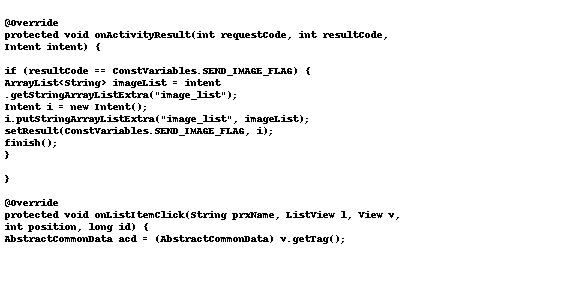 @Override
protected void onActivityResult(int requestCode, int resultCode,
Intent intent) {
if (resultCode == ConstVariables.SEND_IMAGE_FLAG) {
ArrayList<String> imageList = intent
.getStringArrayListExtra("image_list");
Intent i = new Intent();
i.putStringArrayListExtra("image_list", imageList);
setResult(ConstVariables.SEND_IMAGE_FLAG, i);
finish();
}
}
@Override
protected void onListItemClick(String prxName, ListView l, View v,
int position, long id) {
AbstractCommonData acd = (AbstractCommonData) v.getTag();